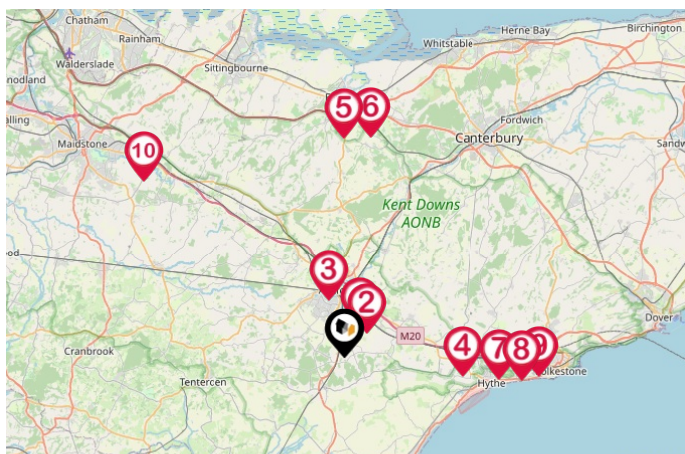 Chatham
Rainham
Herne Bay
Birchington
Whitstable
Walderslade
Sittingbourne
nodland
5
6
Fordwich
alling
Canterbury
Maidstone
10
Sandw
Kent Downs
AONB
3
2
Dover
M20
4
7
8
9
Cranbrook
Tenterden
Hythe
olkestone